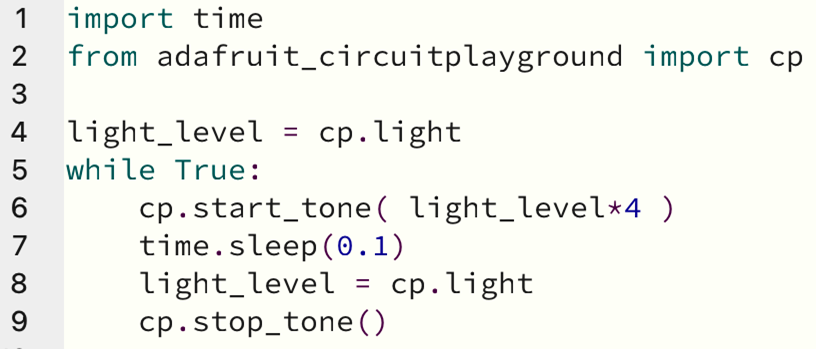 1 import time
2 from adafruit_circuitplayground import cp
3
4 light_level = cp.light
5 while True:
6     cp.start_tone( light_level*4 )
7     time.sleep(0.1)
8     light_level = cp.light
9     cp.stop_tone()